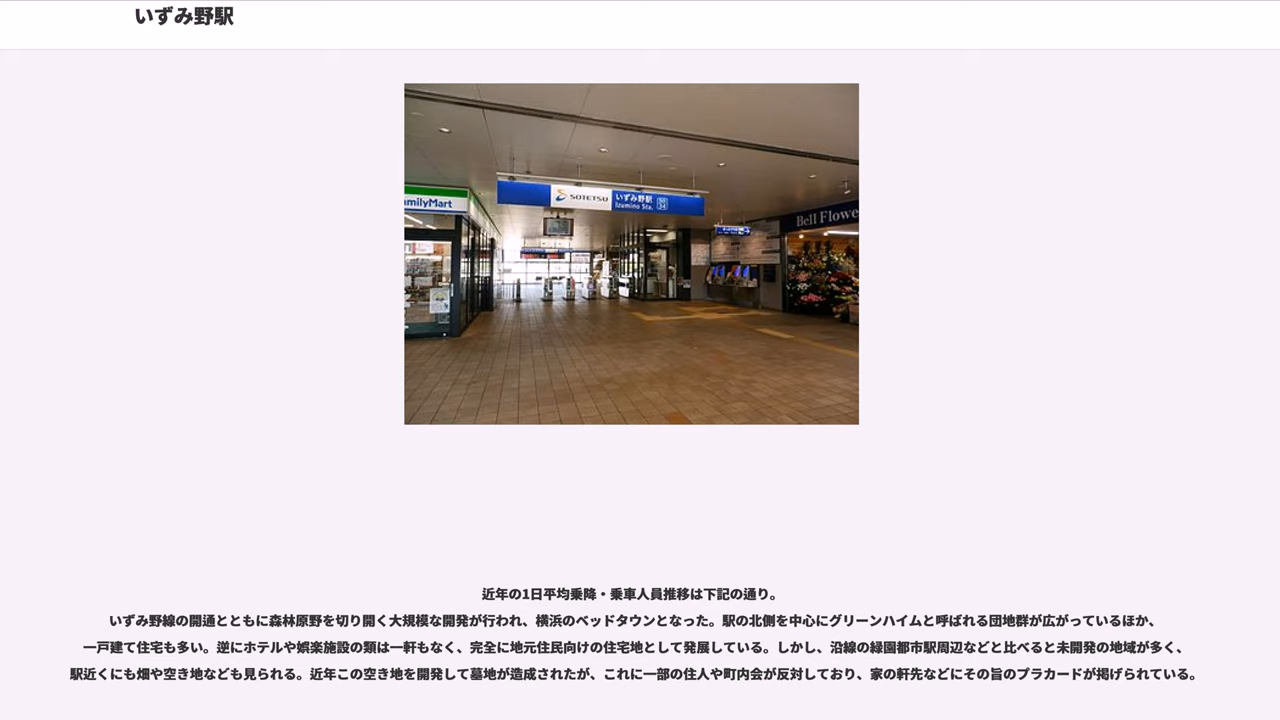 いずみ野駅
amilyMart
SOTETSU
いずみ野駅
Izumino Sta.
SO
34
Bell Flowe
近年の1日平均乗降・乗車人員推移は下記の通り。
いずみ野線の開通とともに森林原野を切り開く大規模な開発が行われ、横浜のベッドタウンとなった。駅の北側を中心にグリーンハイムと呼ばれる団地群が広がっているほか、
一戸建て住宅も多い。逆にホテルや娯楽施設の類は一軒もなく、完全に地元住民向けの住宅地として発展している。しかし、沿線の緑園都市駅周辺などと比べると未開発の地域が多く、
駅近くにも畑や空き地なども見られる。近年この空き地を開発して墓地が造成されたが、これに一部の住人や町内会が反対しており、家の軒先などにその旨のプラカードが掲げられている。